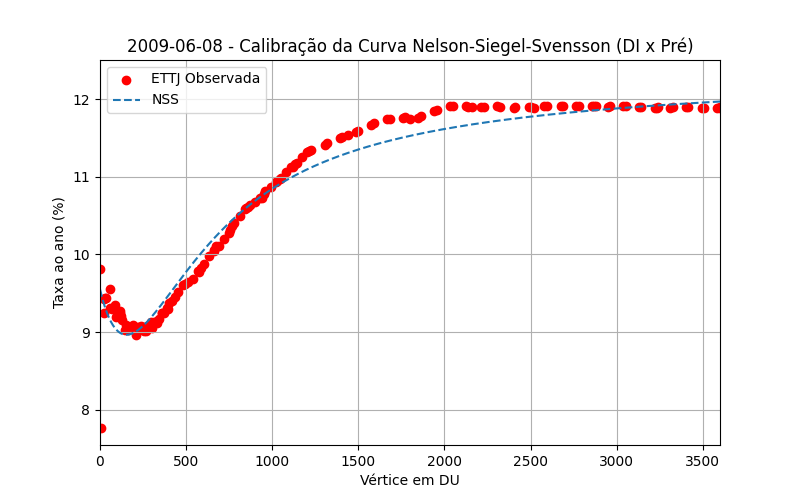 2009-06-08 - Calibração da Curva Nelson-Siegel-Svensson (DI x Pré)
ETTJ Observada
NSS
Taxa ao ano (%)
12
11
10
9
8
0 500 1000 1500 2000 2500 3000 3500
Vértice em DU